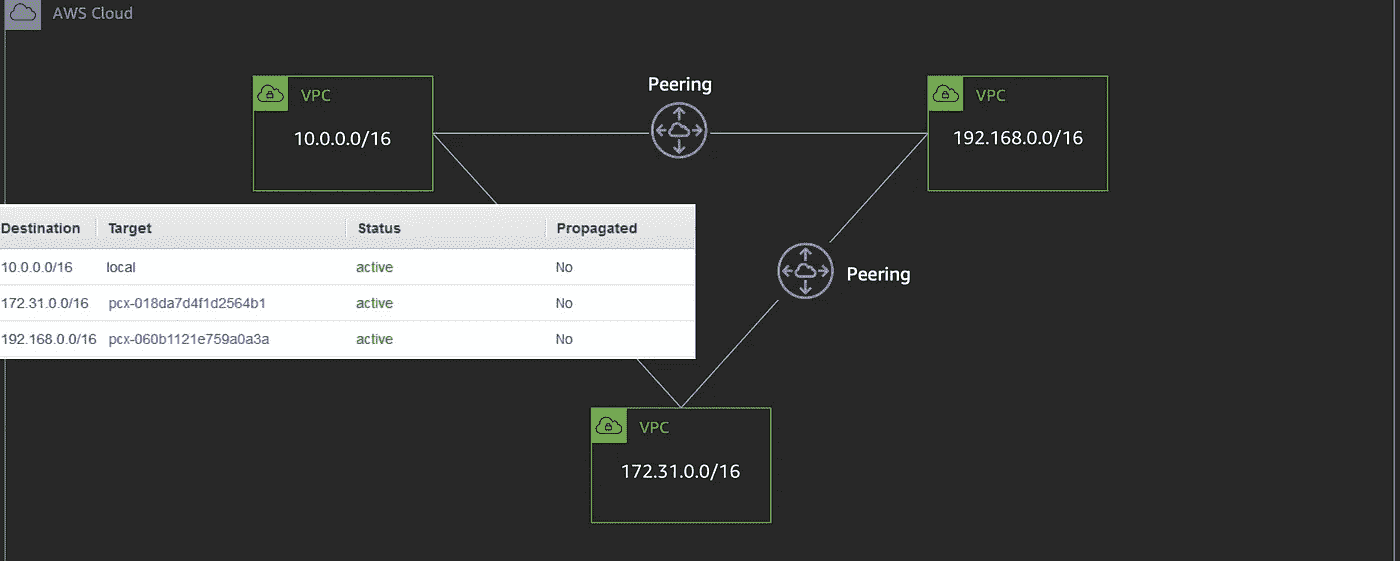 AWS Cloud
Peering
VPC
10.0.0.0/16
VPC
192.168.0.0/16
Destination Target Status Propagated
10.0.0.0/16 local active No
172.31.0.0/16 pcx-018da7d4f1d2564b1 active No
192.168.0.0/16 pcx-060b1121e759a0a3a active No
Peering
VPC
172.31.0.0/16